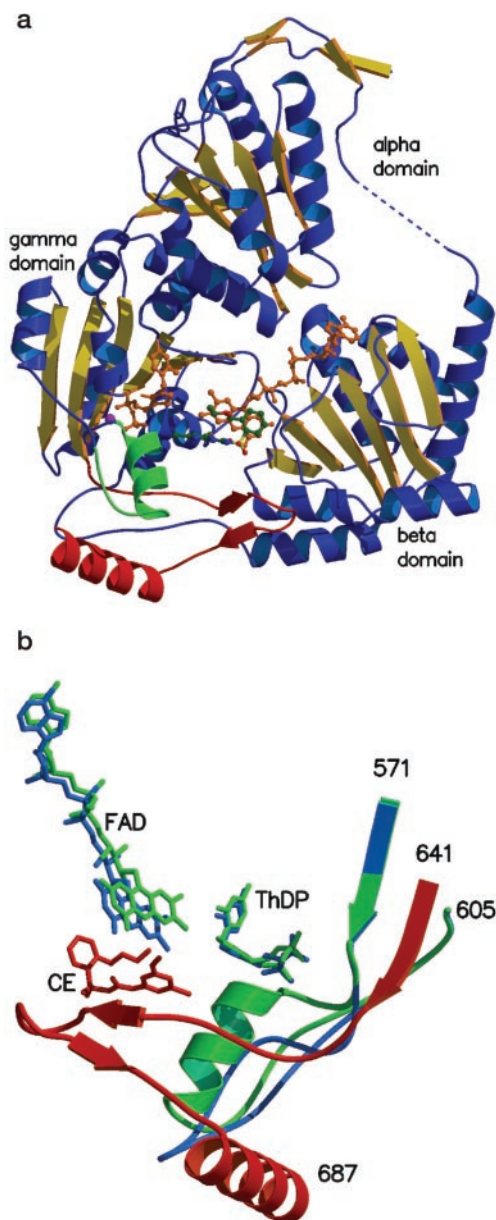 a
alpha
domain
gamma
domain
beta
domain
b
571
641
FAD
605
ThDP
CE
687